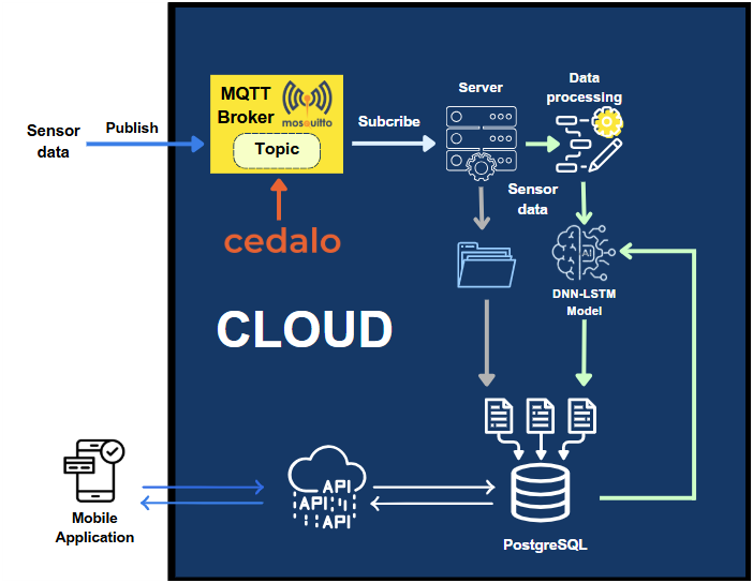 Sensor
data
Publish
MQTT
Broker
mosquitto
Topic
Subcribe
Server
Data
processing
Sensor
data
cedalo
AI
DNN-LSTM
Model
CLOUD
API
API
API
Mobile
Application
PostgreSQL